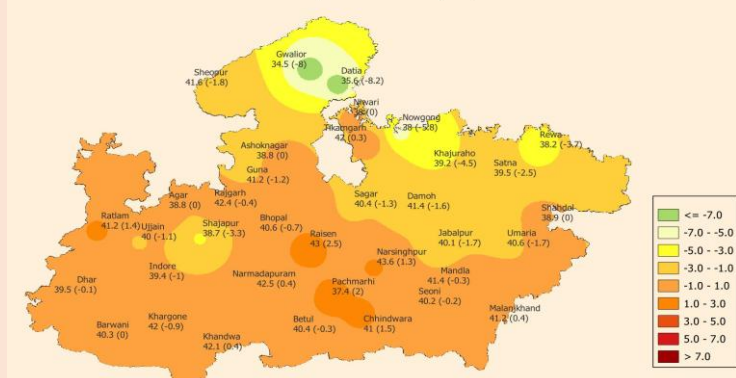 Gwalior
34.5 (-8)
Datia
35.6 (-8.2)
Sheopur
41.6 (-1.8)
Niwari
Tikamgarh
42 (0.3)
Nowgong
38 (-5.8)
Khajuraho
39.2 (-4.5)
Rewa
38.2 (-3.7)
Satna
39.5 (-2.5)
Ashoknagar
38.8 (0)
Guna
41.2 (-1.2)
Sagar
40.4 (-1.3)
Damoh
41.4 (-1.6)
Shahdol
38.9 (0)
Agar
38.8 (0)
Rajgarh
42.4 (-0.4)
Ratlam
41.2 (1.4)
Ujjain
40 (-1.1)
Shajapur
38.7 (-3.3)
Bhopal
40.6 (-0.7)
Raisen
43 (2.5)
Jabalpur
40.1 (-1.7)
Umaria
40.6 (-1.7)
Narsinghpur
43.6 (1.3)
Indore
39.4 (-1)
Dhar
39.5 (-0.1)
Narmadapuram
42.5 (0.4)
Pachmarhi
37.4 (2)
Mandla
41.4 (-0.3)
Seoni
40.2 (-0.2)
Malanjkhand
41.2 (0.4)
Khargone
42 (-0.9)
Barwani
40.3 (0)
Khandwa
42.1 (0.4)
Betul
40.4 (-0.3)
Chhindwara
41 (1.5)
<= -7.0
-7.0 - -5.0
-5.0 - -3.0
-3.0 - -1.0
-1.0 - 1.0
1.0 - 3.0
3.0 - 5.0
5.0 - 7.0
> 7.0